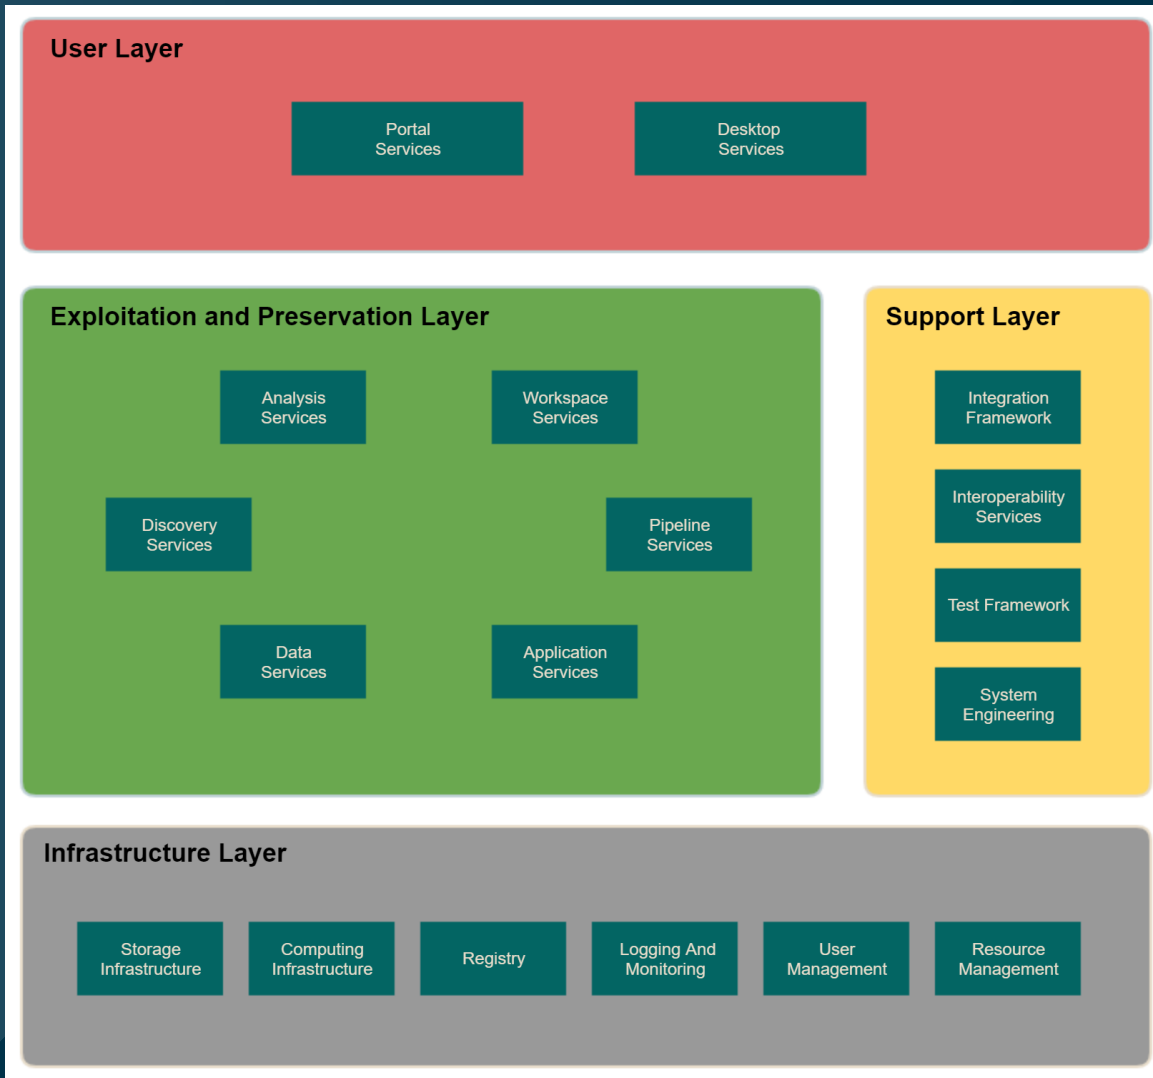 User Layer
Portal
Services
Desktop
Services
Exploitation and Preservation Layer
Analysis
Services
Workspace
Services
Discovery
Services
Pipeline
Services
Data
Services
Application
Services
Support Layer
Integration
Framework
Interoperability
Services
Test Framework
System
Engineering
Infrastructure Layer
Storage
Infrastructure
Computing
Infrastructure
Registry
Logging And
Monitoring
User
Management
Resource
Management